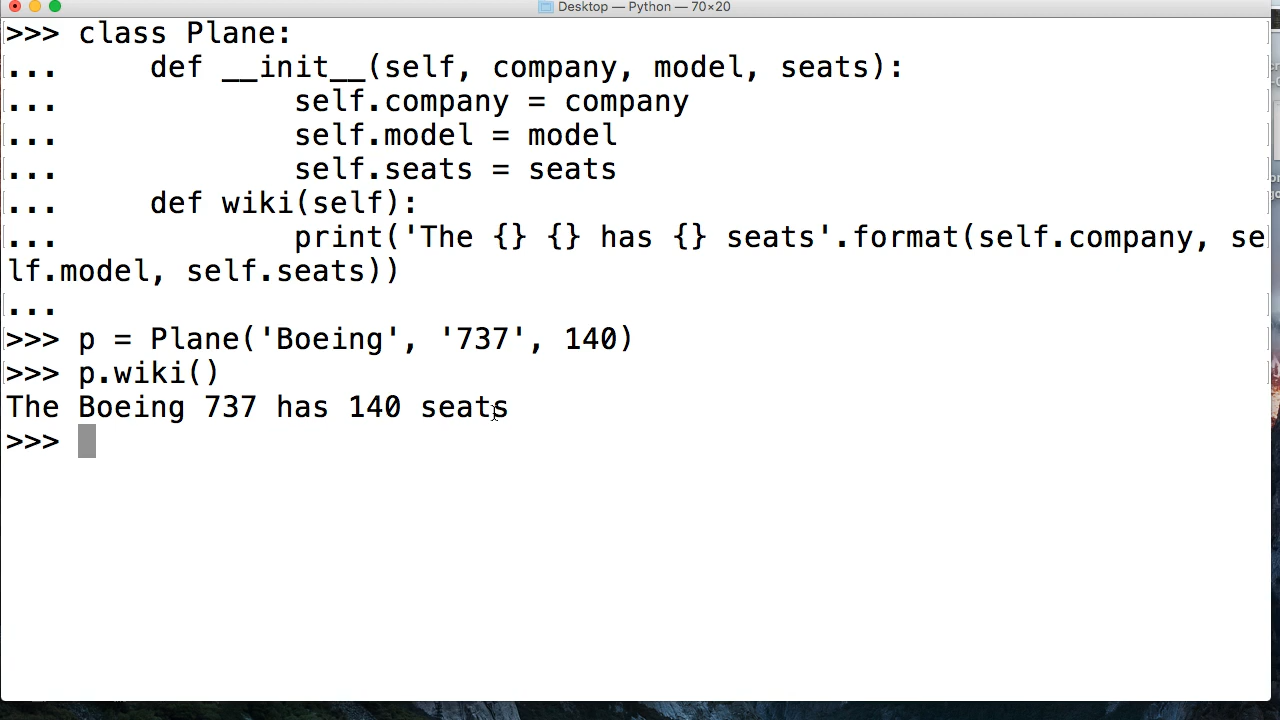 Desktop — Python — 70×20
>>> class Plane:
...     def __init__(self, company, model, seats):
...             self.company = company
...             self.model = model
...             self.seats = seats
...     def wiki(self):
...             print('The {} {} has {} seats'.format(self.company, se
lf.model, self.seats))
...
>>> p = Plane('Boeing', '737', 140)
>>> p.wiki()
The Boeing 737 has 140 seats
>>>